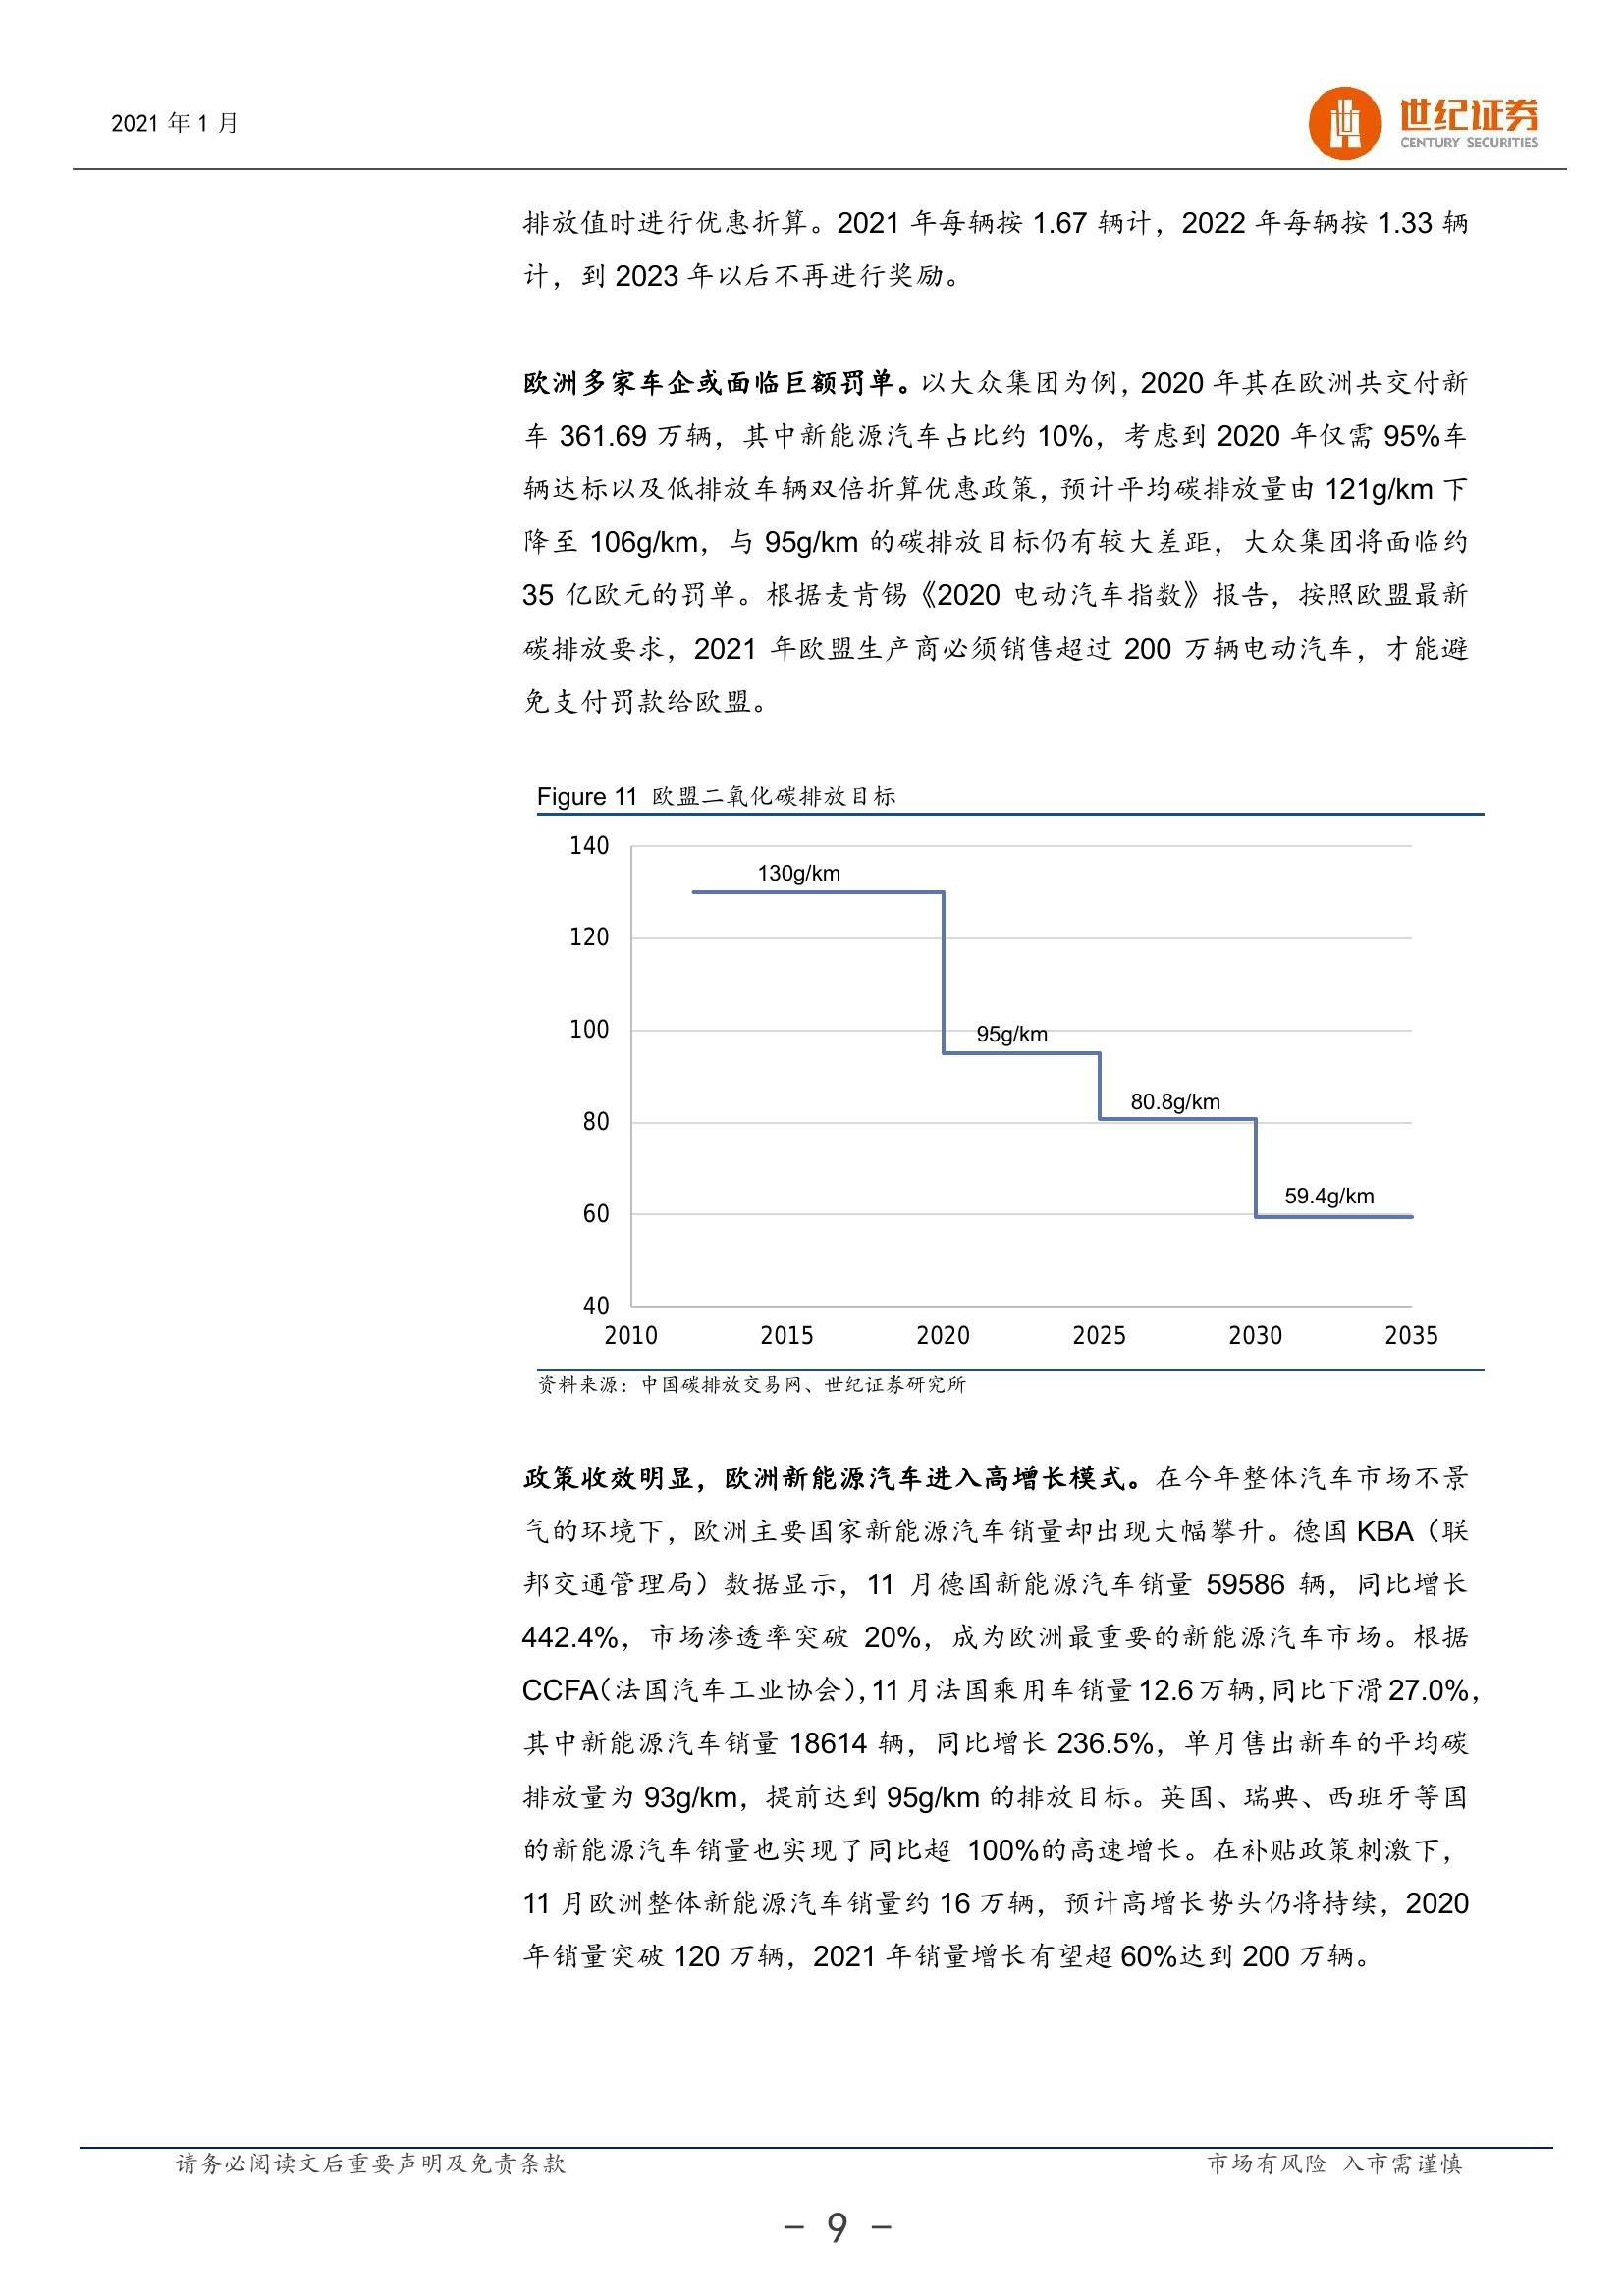 2021 年 1 月
世纪证券
CENTURY SECURITIES
排放值时进行优惠折算。2021 年每辆按 1.67 辆计，2022 年每辆按 1.33 辆
计，到 2023 年以后不再进行奖励。
欧洲多家车企或面临巨额罚单。以大众集团为例，2020 年其在欧洲共交付新
车 361.69 万辆，其中新能源汽车占比约 10%，考虑到 2020 年仅需 95%车
辆达标以及低排放车辆双倍折算优惠政策，预计平均碳排放量由 121g/km 下
降至 106g/km，与 95g/km 的碳排放目标仍有较大差距，大众集团将面临约
35 亿欧元的罚单。根据麦肯锡《2020 电动汽车指数》报告，按照欧盟最新
碳排放要求，2021 年欧盟生产商必须销售超过 200 万辆电动汽车，才能避
免支付罚款给欧盟。
Figure 11 欧盟二氧化碳排放目标
140
130g/km
120
100
95g/km
80.8g/km
80
59.4g/km
60
40
2010 2015 2020 2025 2030 2035
资料来源：中国碳排放交易网、世纪证券研究所
政策收效明显，欧洲新能源汽车进入高增长模式。在今年整体汽车市场不景
气的环境下，欧洲主要国家新能源汽车销量却出现大幅攀升。德国 KBA（联
邦交通管理局）数据显示，11 月德国新能源汽车销量 59586 辆，同比增长
442.4%，市场渗透率突破 20%，成为欧洲最重要的新能源汽车市场。根据
CCFA（法国汽车工业协会），11 月法国乘用车销量 12.6 万辆，同比下滑 27.0%，
其中新能源汽车销量 18614 辆，同比增长 236.5%，单月售出新车的平均碳
排放量为 93g/km，提前达到 95g/km 的排放目标。英国、瑞典、西班牙等国
的新能源汽车销量也实现了同比超 100%的高速增长。在补贴政策刺激下，
11 月欧洲整体新能源汽车销量约 16 万辆，预计高增长势头仍将持续，2020
年销量突破 120 万辆，2021 年销量增长有望超 60%达到 200 万辆。
请务必阅读文后重要声明及免责条款 市场有风险 入市需谨慎
- 9 -